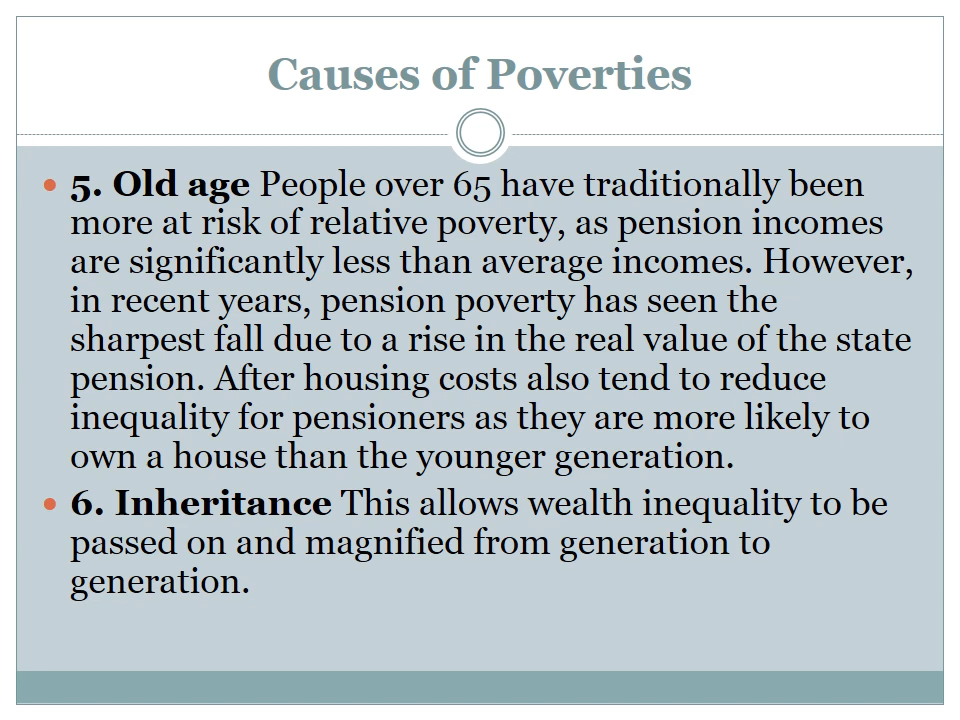 Causes of Poverties
5. Old age People over 65 have traditionally been
more at risk of relative poverty, as pension incomes
are significantly less than average incomes. However,
in recent years, pension poverty has seen the
sharpest fall due to a rise in the real value of the state
pension. After housing costs also tend to reduce
inequality for pensioners as they are more likely to
own a house than the younger generation.
6. Inheritance This allows wealth inequality to be
passed on and magnified from generation to
generation.